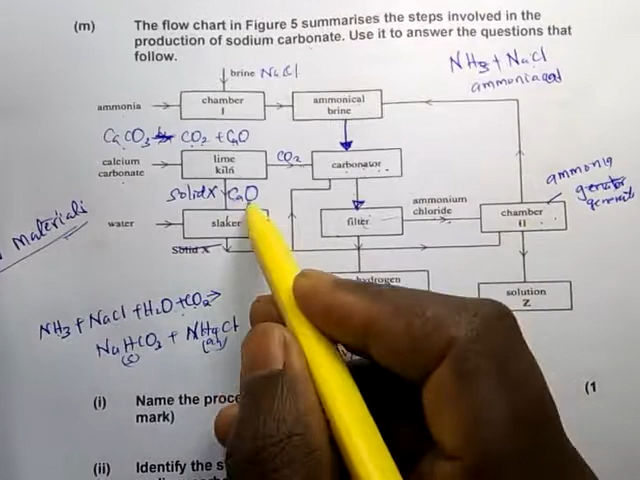 (m) The flow chart in Figure 5 summarises the steps involved in the
production of sodium carbonate. Use it to answer the questions that
follow.
NH3 + NaCl
ammoniacal
brine NaCl
ammonia
chamber
I
ammonical
brine
CaCO3 CO2 + CaO
calcium
carbonate
lime
kiln
CO2
carbonator
Solid X CaO
ammonia
generator
Materials
water
slaker
filter
ammonium
chloride
chamber
II
Solid X
hydrogen
solution
Z
NH3 + NaCl + H2O + CO2 →
NaHCO3 + NH4Cl
(s) (aq)
(i) Name the proce
(1
mark)
(ii) Identify the s